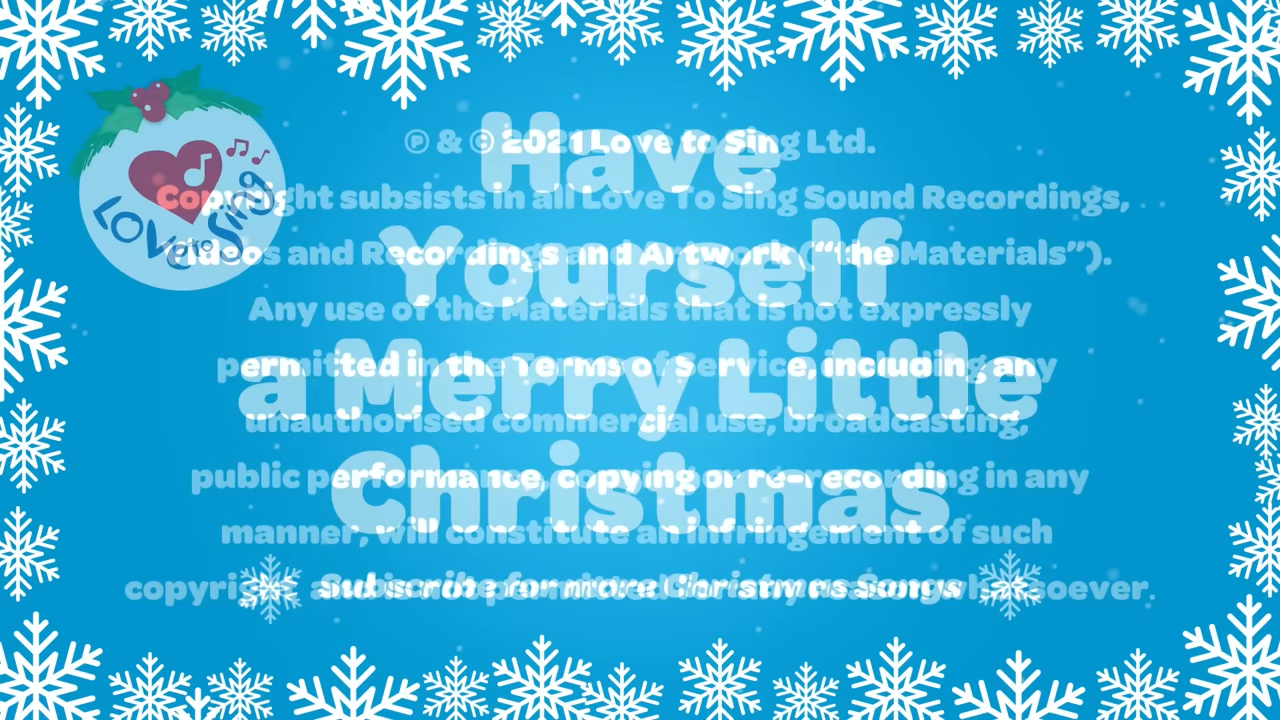 LOVE to Sing
℗ & © 2021 Love to Sing Ltd.
Copyright subsists in all Love To Sing Sound Recordings,
Videos and Recordings and Artwork (““the Materials”).
Any use of the Materials that is not expressly
permitted in the Terms of Service, including any
unauthorised commercial use, broadcasting,
public performance, copying or re-recording in any
manner, will constitute an infringement of such
Have
Yourself
a Merry Little
Christmas
Subscribe for more Christmas Songs